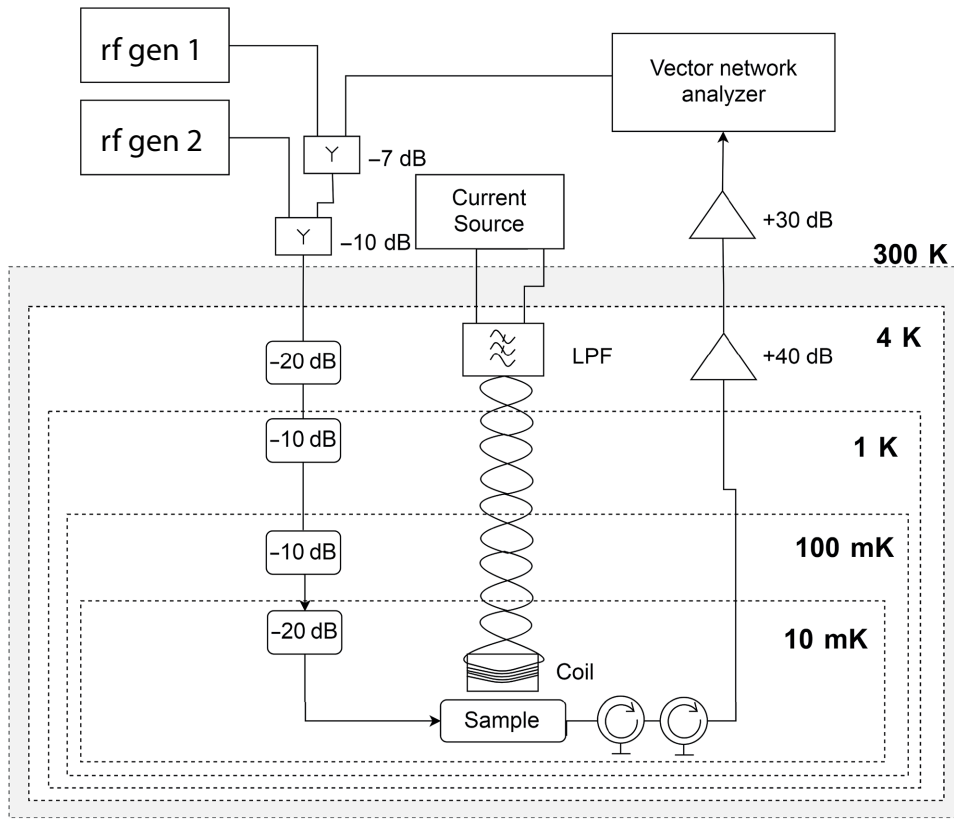 rf gen 1
Vector network
analyzer
rf gen 2
–7 dB
Current
Source
–10 dB
+30 dB
300 K
–20 dB
LPF
+40 dB
4 K
–10 dB
1 K
–10 dB
100 mK
–20 dB
10 mK
Coil
Sample